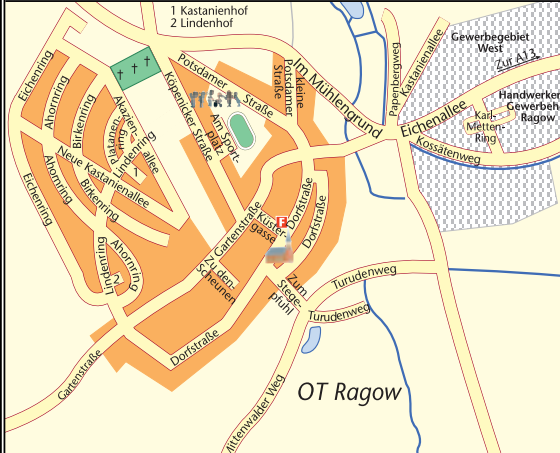 1 Kastanienhof
2 Lindenhof
Eichenring
Ahornring
Birkenring
Akazien-
allee
Platanen-
ring
Lindenring
1
Neue Kastanienallee
Birkenring
Ahornring
Eichenring
Lindenring
Ahornring
Köpenicker Straße
Potsdamer Straße
Am Sport-
platz
kleine
Potsdamer
Straße
Im Mühlengrund
Papenbergweg
Kastanienallee
Gewerbegebiet
West
Zur A13
Handwerker
Gewerbeh
Ragow
Eichenallee
Karl-
Metten-
Ring
Kossätenweg
Gartenstraße
Küster-
gasse
F
Dorfstraße
Dorfstraße
Zu den
Scheunen
Zum
Stege-
pfuhl
Turudenweg
Turudenweg
Dorfstraße
Gartenstraße
Mittenwalder Weg
OT Ragow